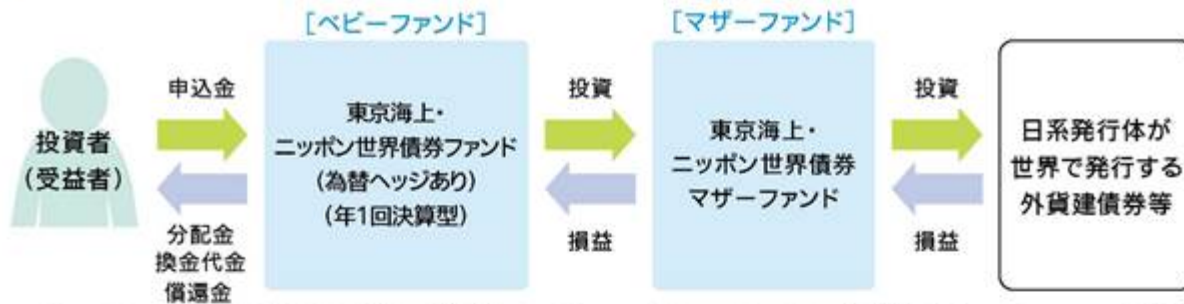 [ベビーファンド]
[マザーファンド]
投資者
(受益者)
申込金
分配金
換金代金
償還金
東京海上・
ニッポン世界債券ファンド
(為替ヘッジあり)
(年1回決算型)
投資
損益
東京海上・
ニッポン世界債券
マザーファンド
投資
損益
日系発行体が
世界で発行する
外貨建債券等